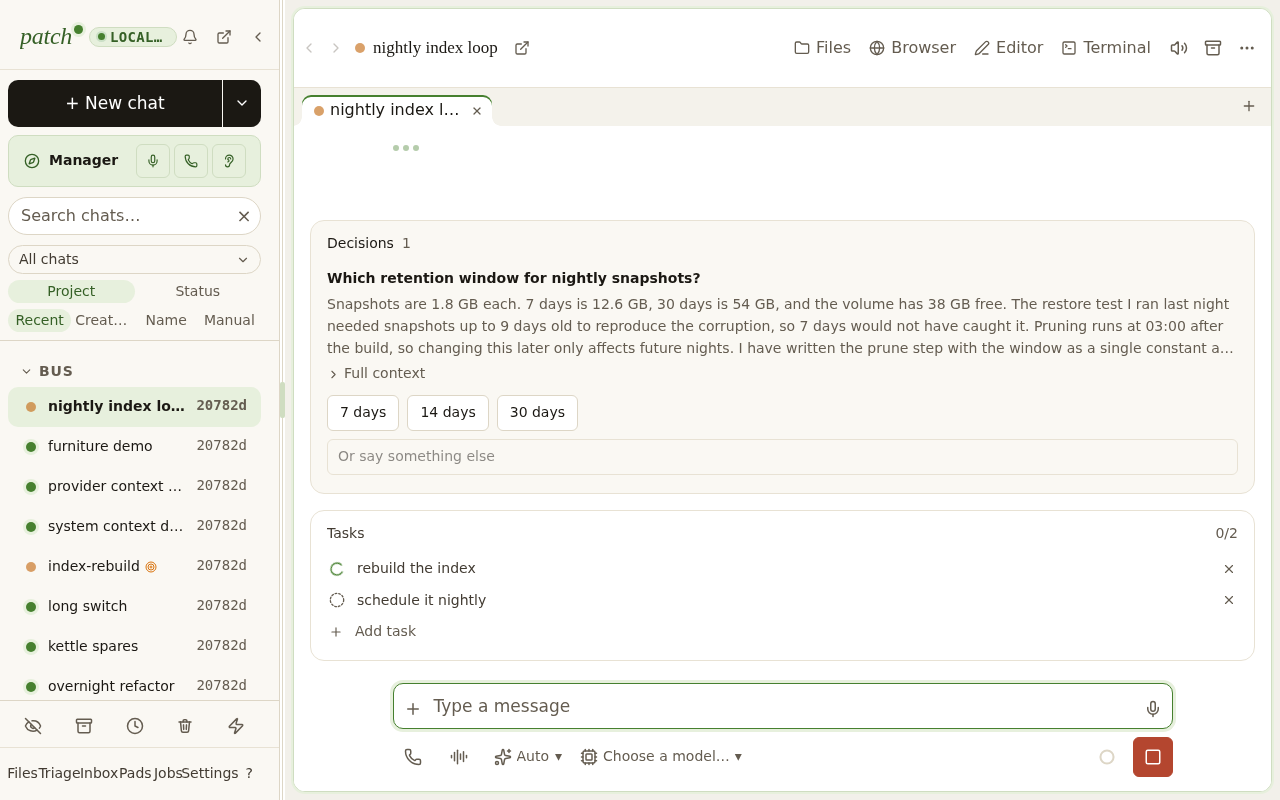 patch
LOCAL…
+ New chat
Manager
Search chats…
All chats
Project
Status
Recent
Creat…
Name
Manual
BUS
nightly index lo… 20782d
furniture demo 20782d
provider context … 20782d
system context d… 20782d
index-rebuild 20782d
long switch 20782d
kettle spares 20782d
overnight refactor 20782d
Files Triage Inbox Pads Jobs Settings ?
nightly index loop
Files
Browser
Editor
Terminal
nightly index l…
Decisions 1
Which retention window for nightly snapshots?
Snapshots are 1.8 GB each. 7 days is 12.6 GB, 30 days is 54 GB, and the volume has 38 GB free. The restore test I ran last night
needed snapshots up to 9 days old to reproduce the corruption, so 7 days would not have caught it. Pruning runs at 03:00 after
the build, so changing this later only affects future nights. I have written the prune step with the window as a single constant a…
Full context
7 days
14 days
30 days
Or say something else
Tasks 0/2
rebuild the index
schedule it nightly
Add task
Type a message
Auto ▾
Choose a model… ▾